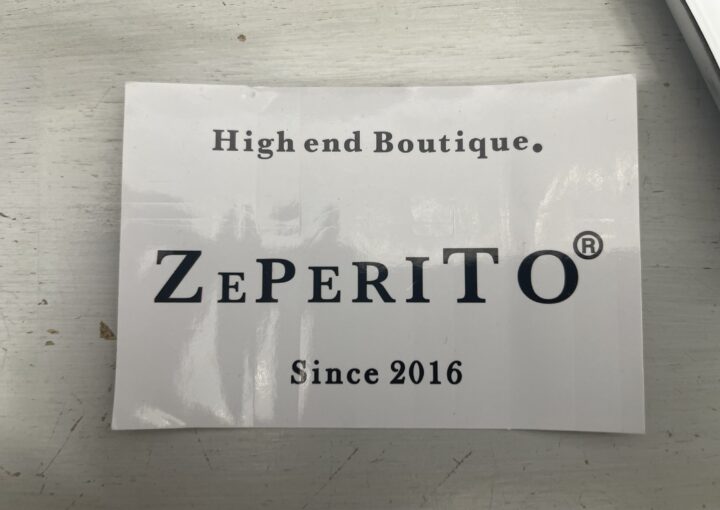 High end Boutique.
ZEPERITO®
Since 2016